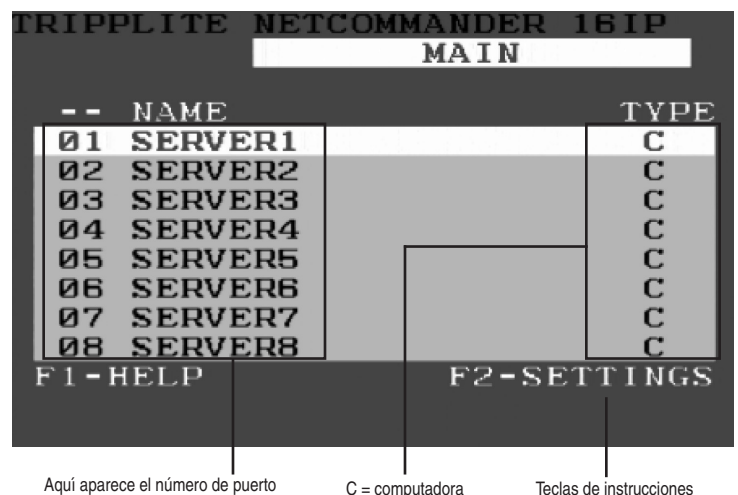 TRIPPLITE NETCOMMANDER 16IP
MAIN
-- NAME TYPE
01 SERVER1 C
02 SERVER2 C
03 SERVER3 C
04 SERVER4 C
05 SERVER5 C
06 SERVER6 C
07 SERVER7 C
08 SERVER8 C
F1-HELP F2-SETTINGS
Aquí aparece el número de puerto C = computadora Teclas de instrucciones